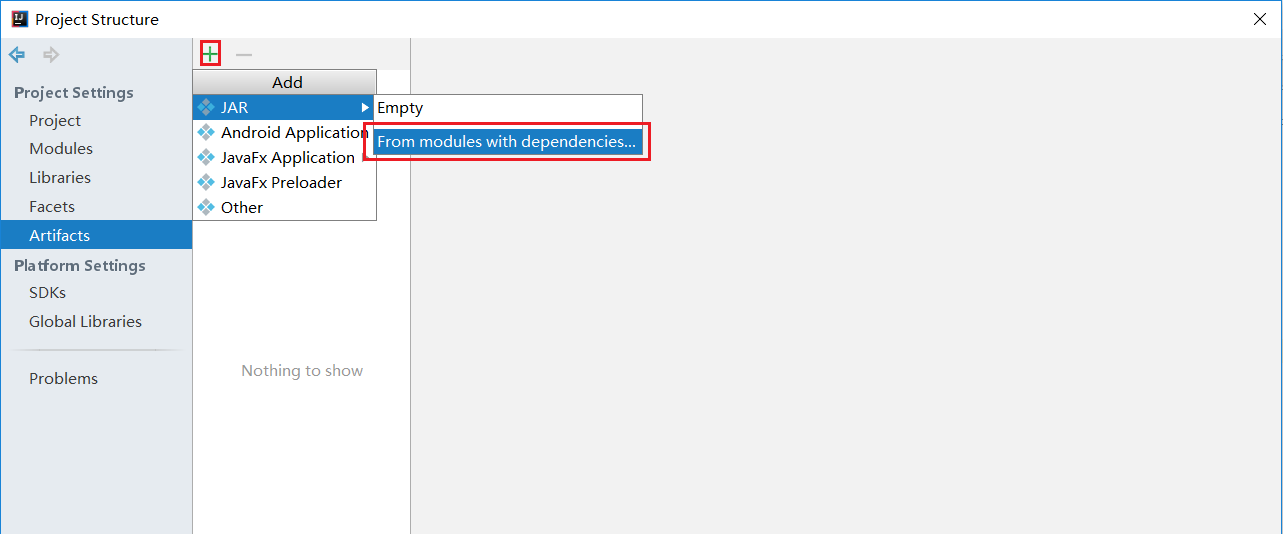 Project Structure
Project Settings
Project
Modules
Libraries
Facets
Artifacts
Platform Settings
SDKs
Global Libraries
Problems
Add
JAR
Android Application
JavaFx Application
JavaFx Preloader
Other
Empty
From modules with dependencies...
Nothing to show